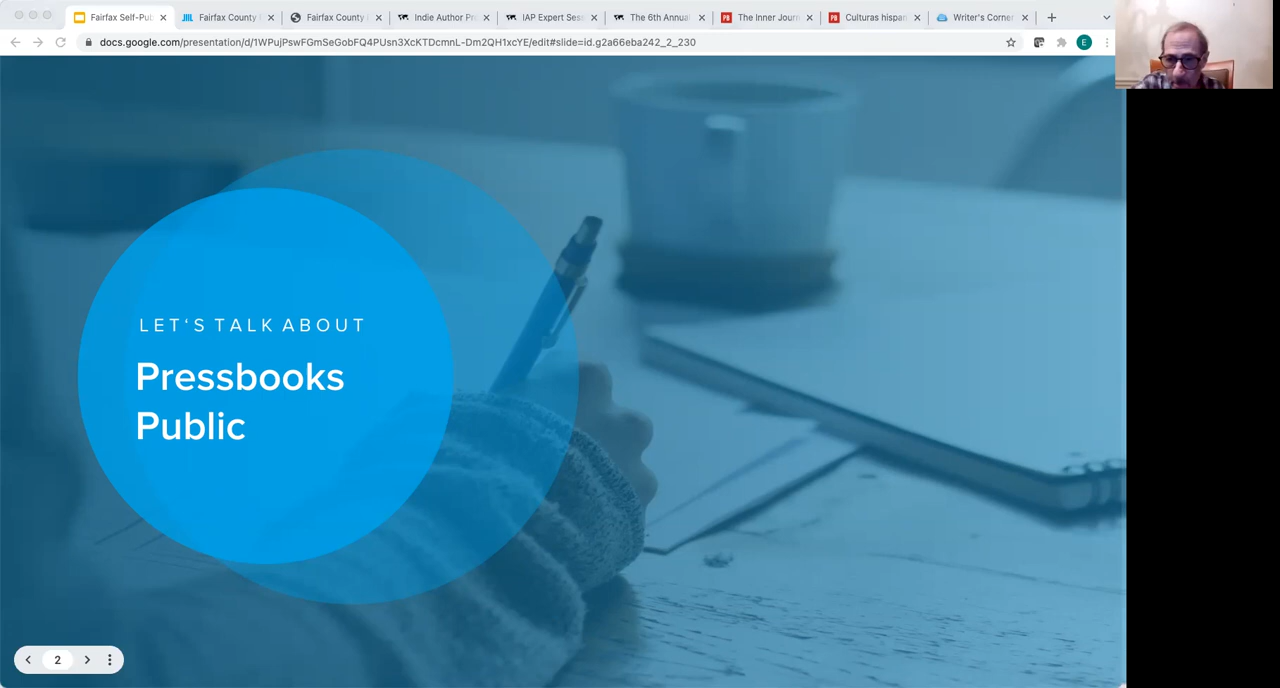 Fairfax Self-Pub
Fairfax County
Fairfax County
Indie Author Pr
IAP Expert Sess
The 6th Annual
The Inner Journ
Culturas hispan
Writer's Corner
docs.google.com/presentation/d/1WPujPswFGmSeGobFQ4PUsn3XcKTDcmnL-Dm2QH1xcYE/edit#slide=id.g2a66eba242_2_230
E
LET'S TALK ABOUT
Pressbooks
Public
2